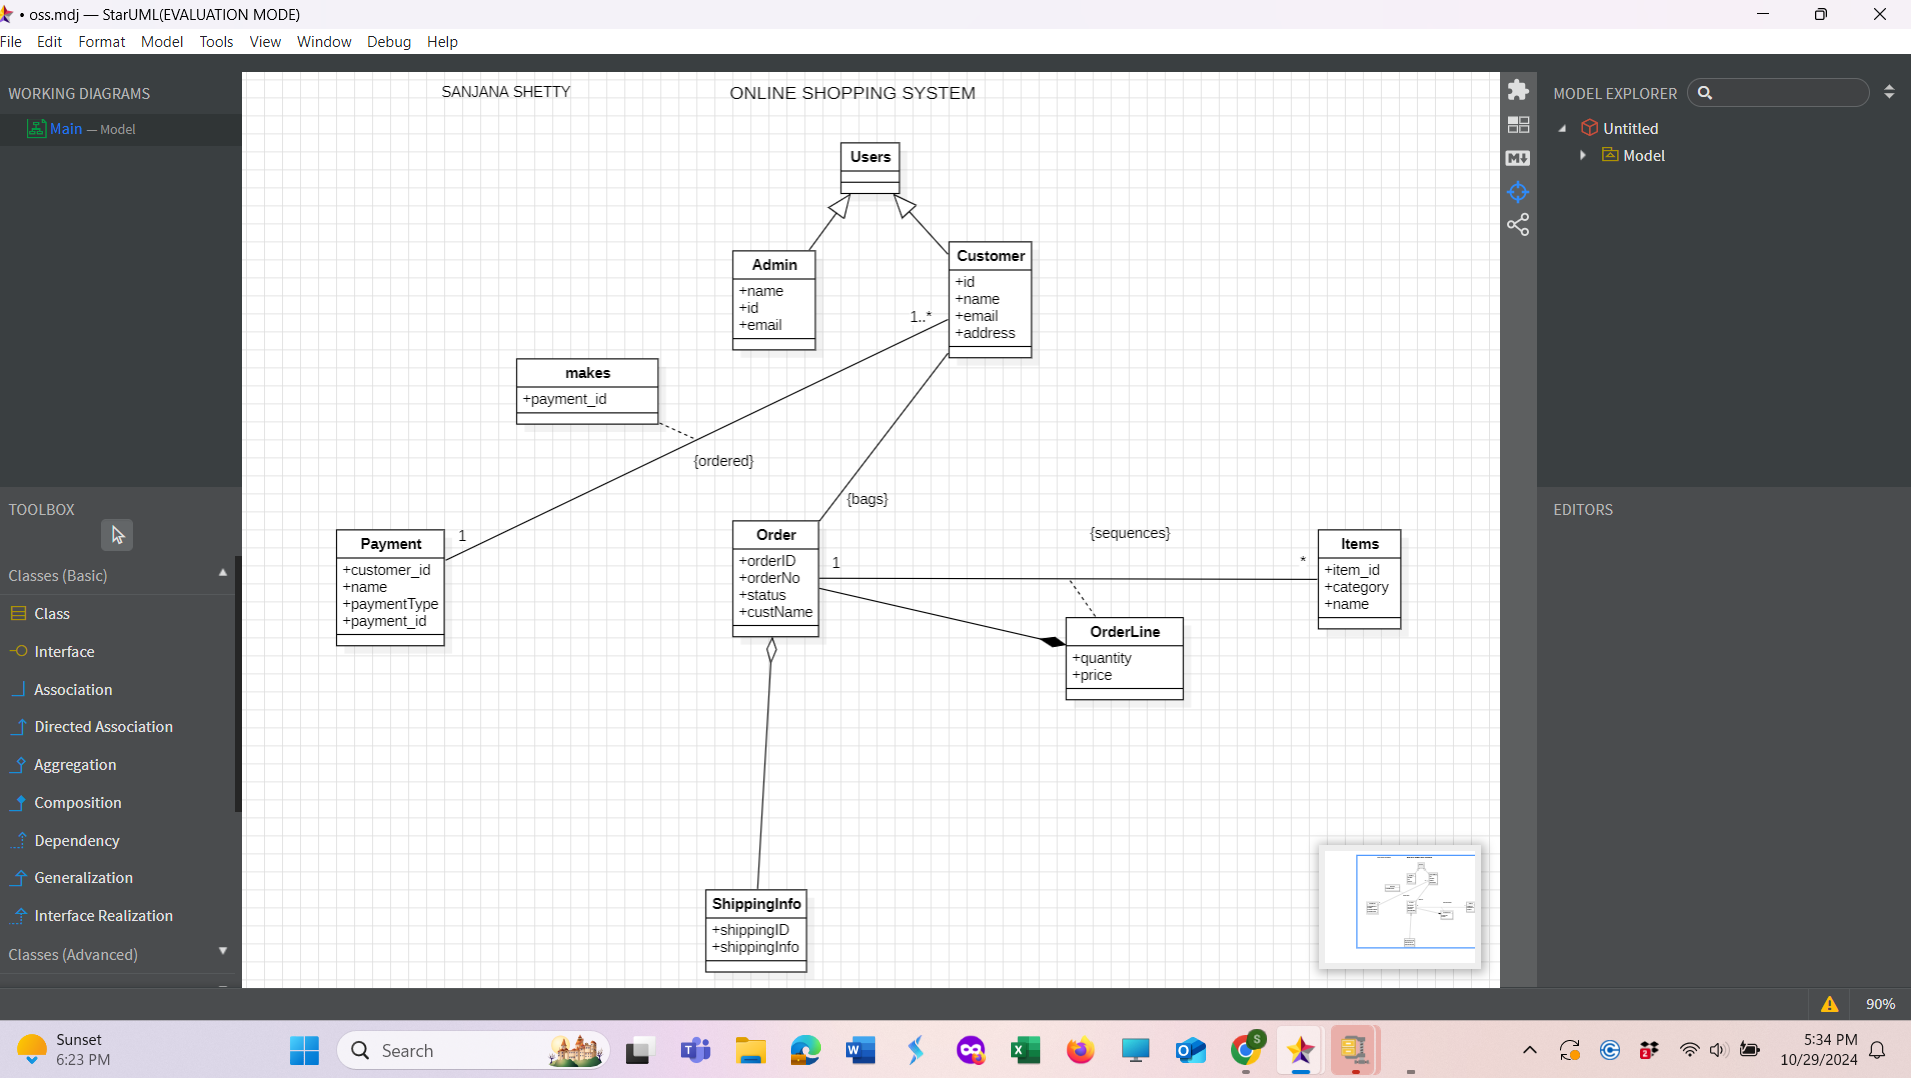 • oss.mdj — StarUML(EVALUATION MODE)
File Edit Format Model Tools View Window Debug Help
WORKING DIAGRAMS
Main — Model
TOOLBOX
Classes (Basic)
Class
Interface
Association
Directed Association
Aggregation
Composition
Dependency
Generalization
Interface Realization
Classes (Advanced)
SANJANA SHETTY
ONLINE SHOPPING SYSTEM
Users
Admin
+name
+id
+email
Customer
+id
+name
+email
+address
1..*
makes
+payment_id
{ordered}
{bags}
1
Payment
+customer_id
+name
+paymentType
+payment_id
Order
+orderID
+orderNo
+status
+custName
1
{sequences}
*
Items
+item_id
+category
+name
OrderLine
+quantity
+price
ShippingInfo
+shippingID
+shippingInfo
M
MODEL EXPLORER
Untitled
Model
EDITORS
90%
Sunset
6:23 PM
Search
S
2
5:34 PM
10/29/2024